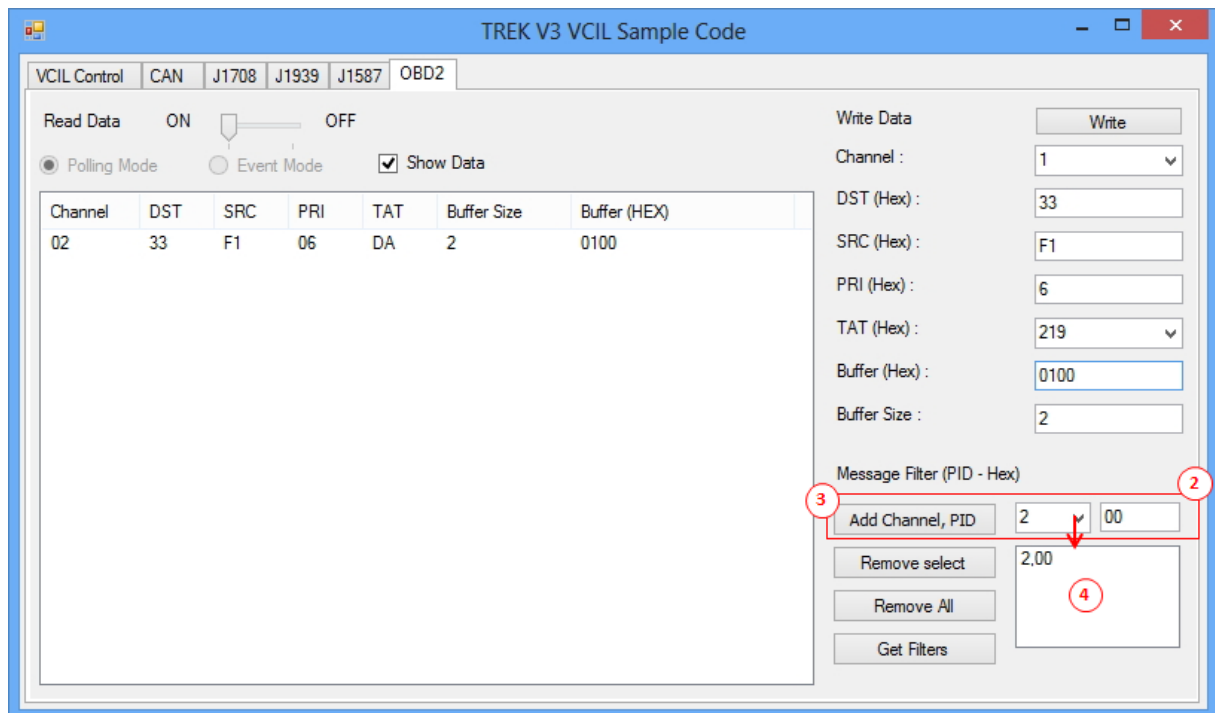 TREK V3 VCIL Sample Code
VCIL Control CAN J1708 J1939 J1587 OBD2
Read Data ON OFF
Polling Mode Event Mode Show Data
Channel DST SRC PRI TAT Buffer Size Buffer (HEX)
02 33 F1 06 DA 2 0100
Write Data Write
Channel : 1
DST (Hex) : 33
SRC (Hex) : F1
PRI (Hex) : 6
TAT (Hex) : 219
Buffer (Hex) : 0100
Buffer Size : 2
Message Filter (PID - Hex)
2
3
Add Channel, PID 2 00
Remove select 2,00
4
Remove All
Get Filters